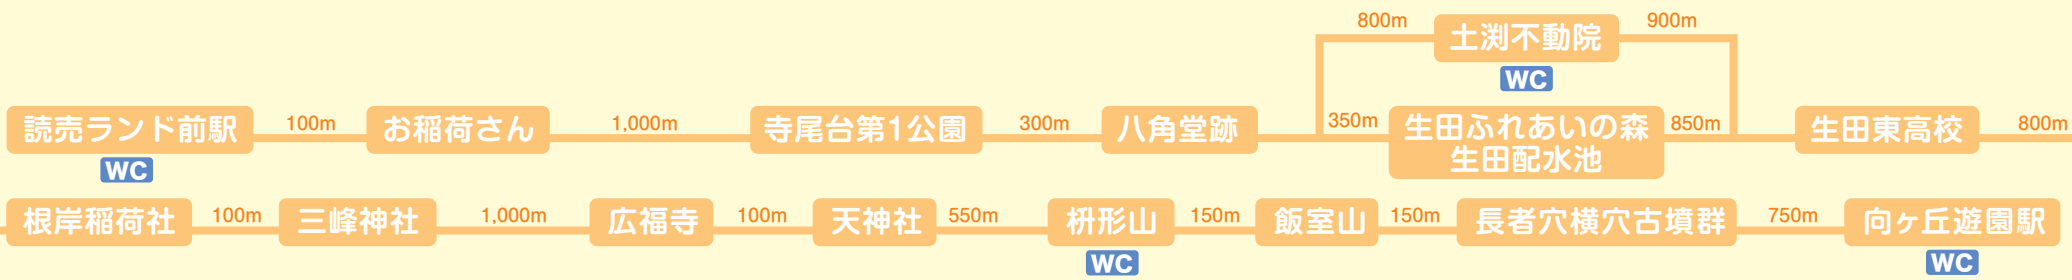 800m
土渕不動院
900m
WC
読売ランド前駅
100m
お稲荷さん
1,000m
寺尾台第1公園
300m
八角堂跡
350m
生田ふれあいの森
生田配水池
850m
生田東高校
800m
WC
根岸稲荷社
100m
三峰神社
1,000m
広福寺
100m
天神社
550m
枡形山
150m
飯室山
150m
長者穴横穴古墳群
750m
向ヶ丘遊園駅
WC
WC